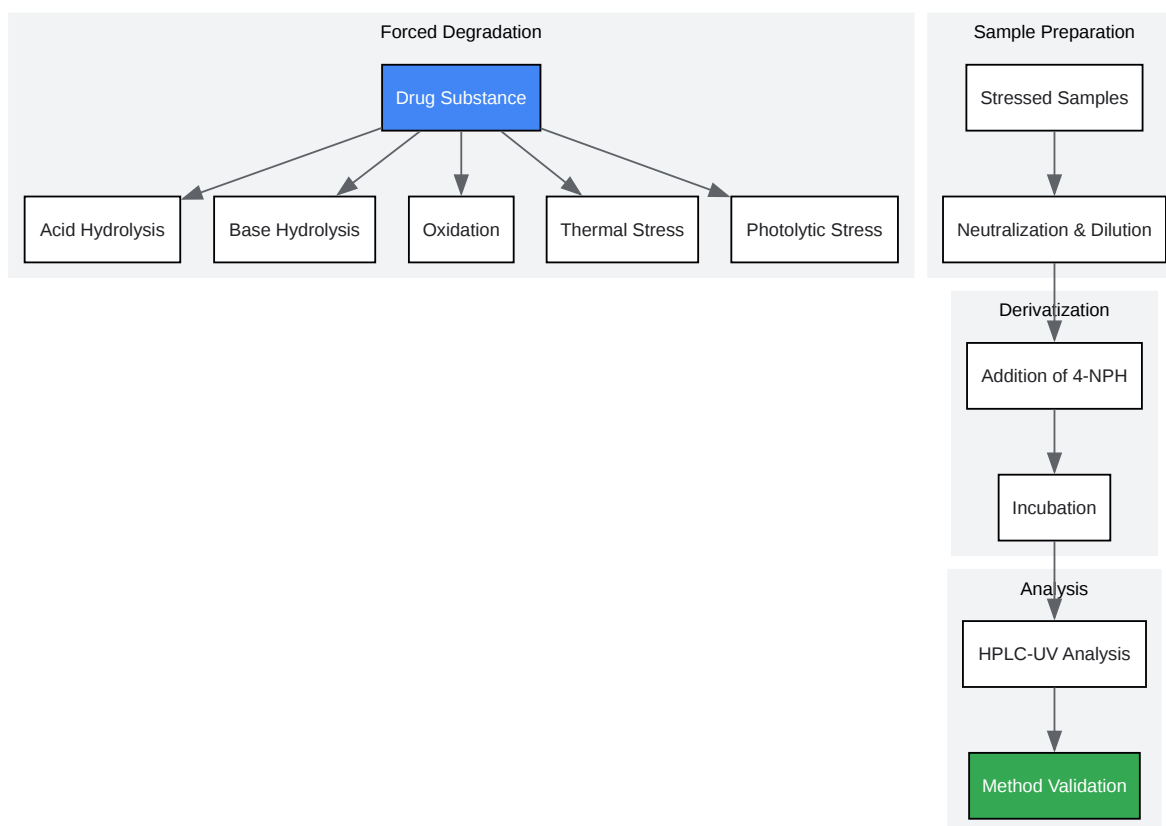 Forced Degradation
Drug Substance
Acid Hydrolysis
Base Hydrolysis
Oxidation
Thermal Stress
Photolytic Stress
Sample Preparation
Stressed Samples
Neutralization & Dilution
Derivatization
Addition of 4-NPH
Incubation
Analysis
HPLC-UV Analysis
Method Validation